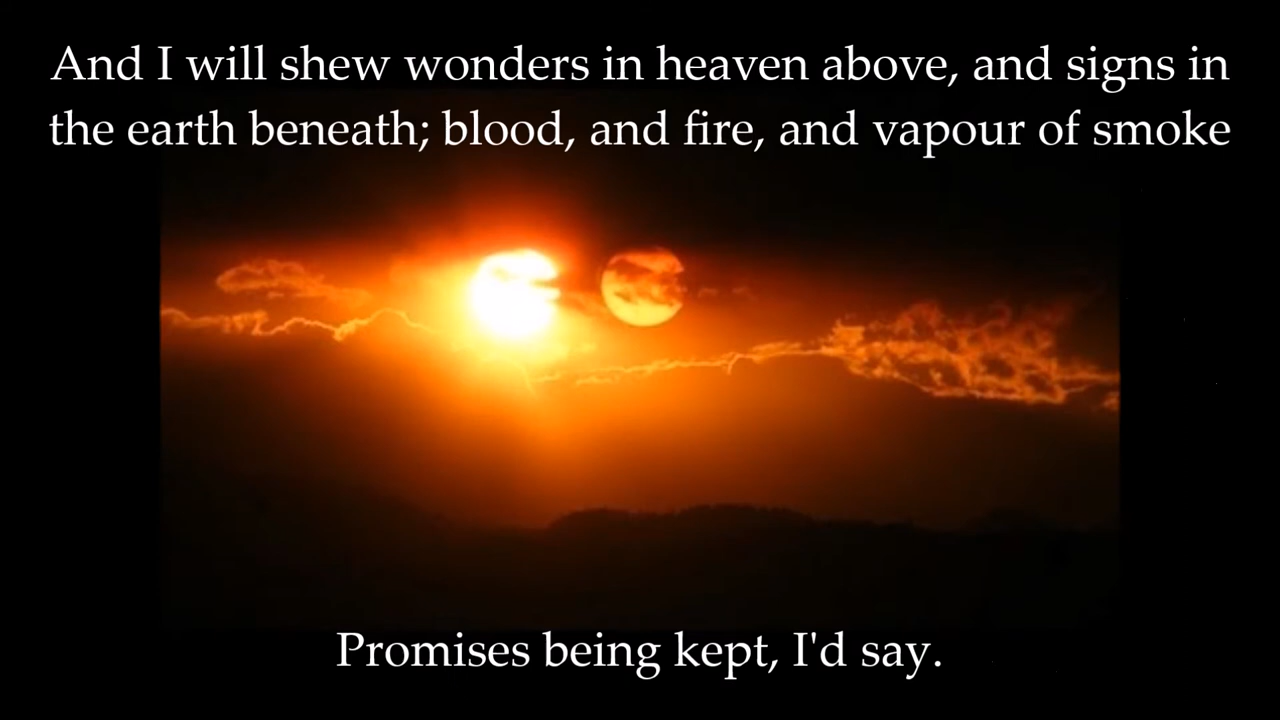 And I will shew wonders in heaven above, and signs in
the earth beneath; blood, and fire, and vapour of smoke
Promises being kept, I'd say.